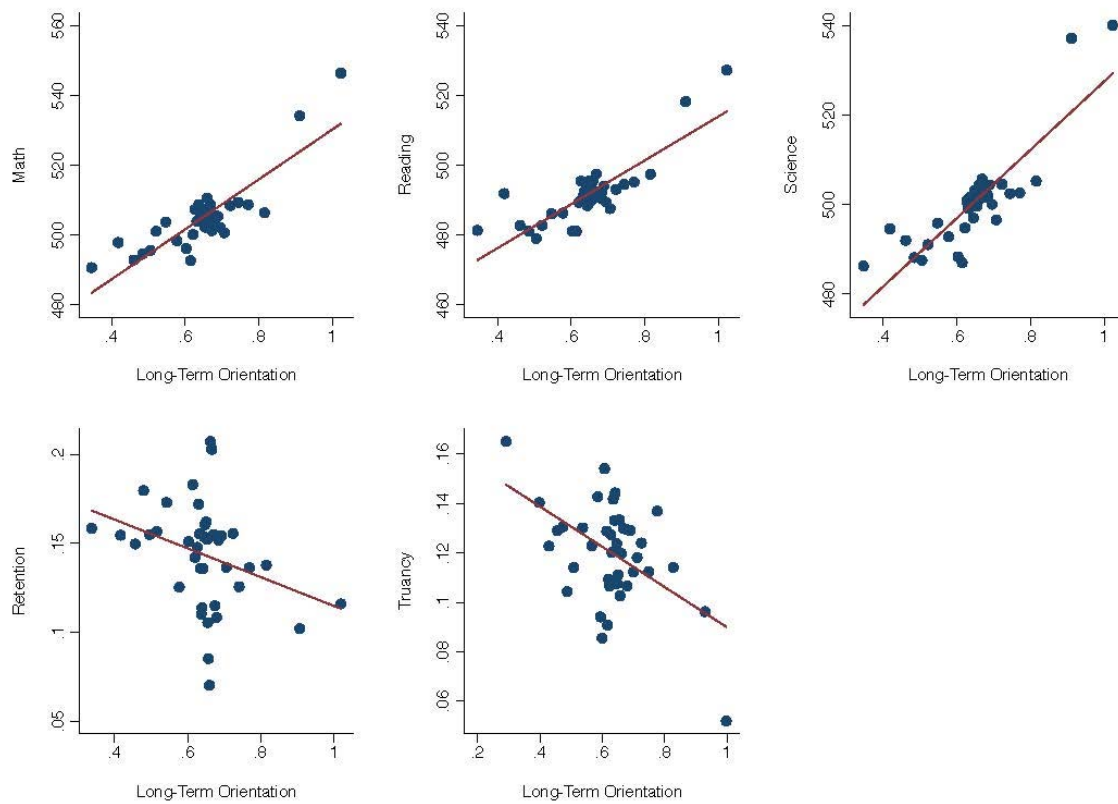 Math
560
540
520
500
480
.4 .6 .8 1
Long-Term Orientation
Reading
540
520
500
480
460
.4 .6 .8 1
Long-Term Orientation
Science
540
520
500
480
.4 .6 .8 1
Long-Term Orientation
Retention
.2
.15
.1
.05
.4 .6 .8 1
Long-Term Orientation
Truancy
.16
.14
.12
.1
.08
.06
.2 .4 .6 .8 1
Long-Term Orientation